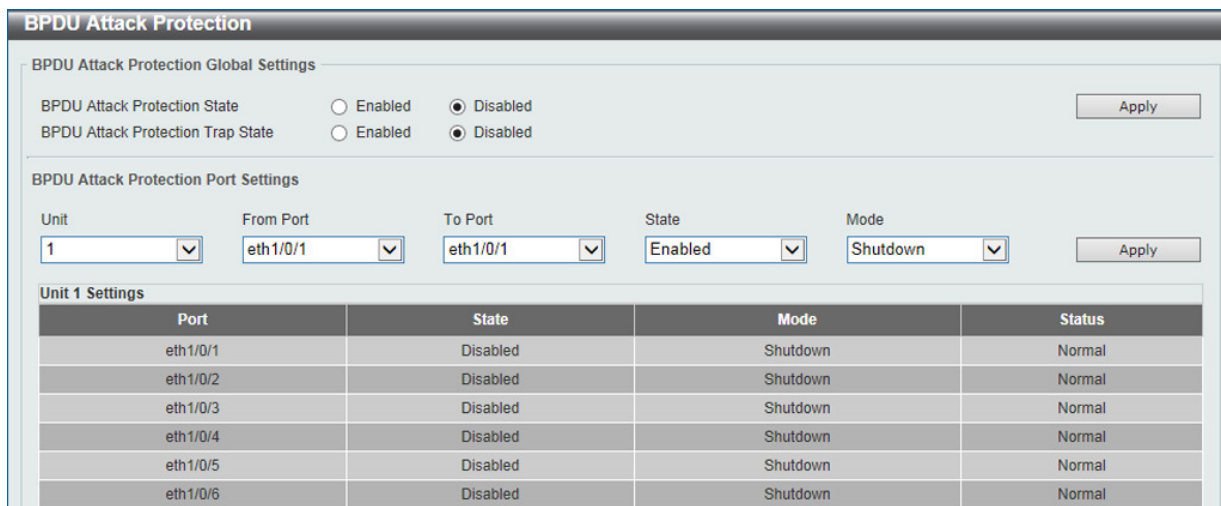 BPDU Attack Protection
BPDU Attack Protection Global Settings
BPDU Attack Protection State Enabled Disabled Apply
BPDU Attack Protection Trap State Enabled Disabled
BPDU Attack Protection Port Settings
Unit From Port To Port State Mode
1 eth1/0/1 eth1/0/1 Enabled Shutdown Apply
Unit 1 Settings
Port State Mode Status
eth1/0/1 Disabled Shutdown Normal
eth1/0/2 Disabled Shutdown Normal
eth1/0/3 Disabled Shutdown Normal
eth1/0/4 Disabled Shutdown Normal
eth1/0/5 Disabled Shutdown Normal
eth1/0/6 Disabled Shutdown Normal